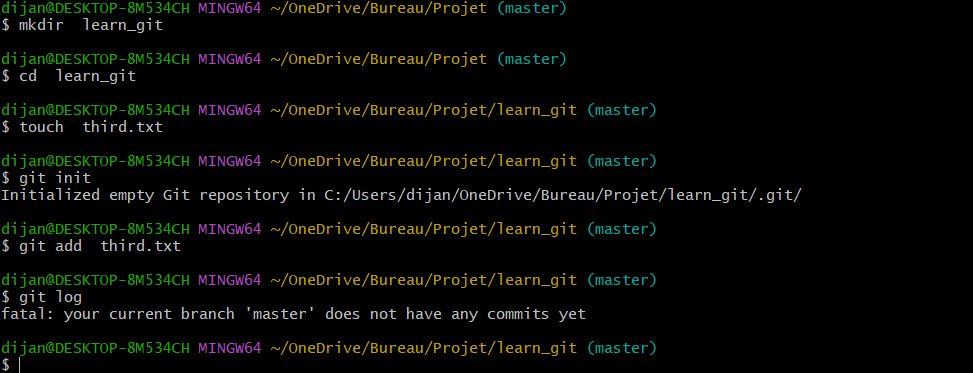 dijan@DESKTOP-8M534CH MINGW64 ~/OneDrive/Bureau/Projet (master)
$ mkdir  learn_git
dijan@DESKTOP-8M534CH MINGW64 ~/OneDrive/Bureau/Projet (master)
$ cd  learn_git
dijan@DESKTOP-8M534CH MINGW64 ~/OneDrive/Bureau/Projet/learn_git (master)
$ touch  third.txt
dijan@DESKTOP-8M534CH MINGW64 ~/OneDrive/Bureau/Projet/learn_git (master)
$ git init
Initialized empty Git repository in C:/Users/dijan/OneDrive/Bureau/Projet/learn_git/.git/
dijan@DESKTOP-8M534CH MINGW64 ~/OneDrive/Bureau/Projet/learn_git (master)
$ git add  third.txt
dijan@DESKTOP-8M534CH MINGW64 ~/OneDrive/Bureau/Projet/learn_git (master)
$ git log
fatal: your current branch 'master' does not have any commits yet
dijan@DESKTOP-8M534CH MINGW64 ~/OneDrive/Bureau/Projet/learn_git (master)
$